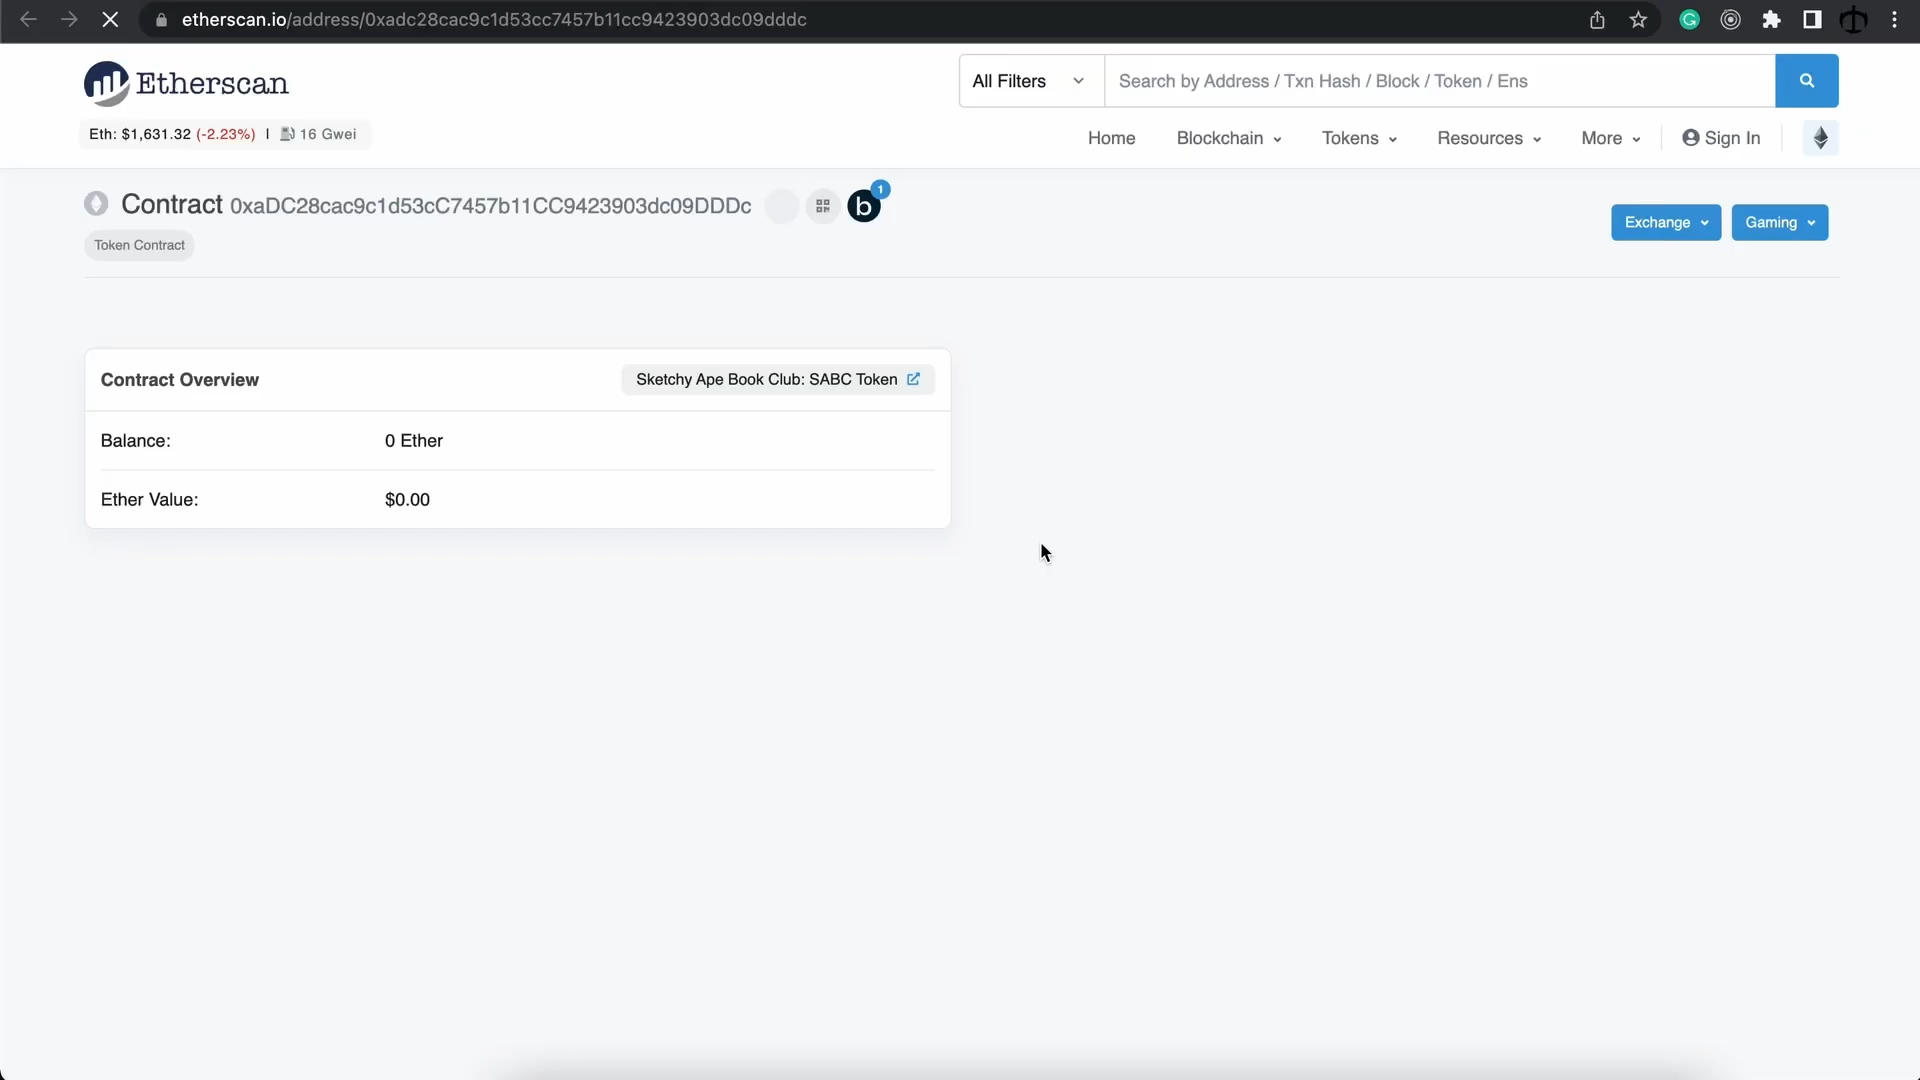 etherscan.io/address/0xadc28cac9c1d53cc7457b11cc9423903dc09dddc
Etherscan
All Filters
Search by Address / Txn Hash / Block / Token / Ens
Eth: $1,631.32 (-2.23%) | 16 Gwei
Home Blockchain Tokens Resources More Sign In
Contract 0xaDC28cac9c1d53cC7457b11CC9423903dc09DDDc b 1
Token Contract
Exchange Gaming
Contract Overview
Sketchy Ape Book Club: SABC Token
Balance: 0 Ether
Ether Value: $0.00